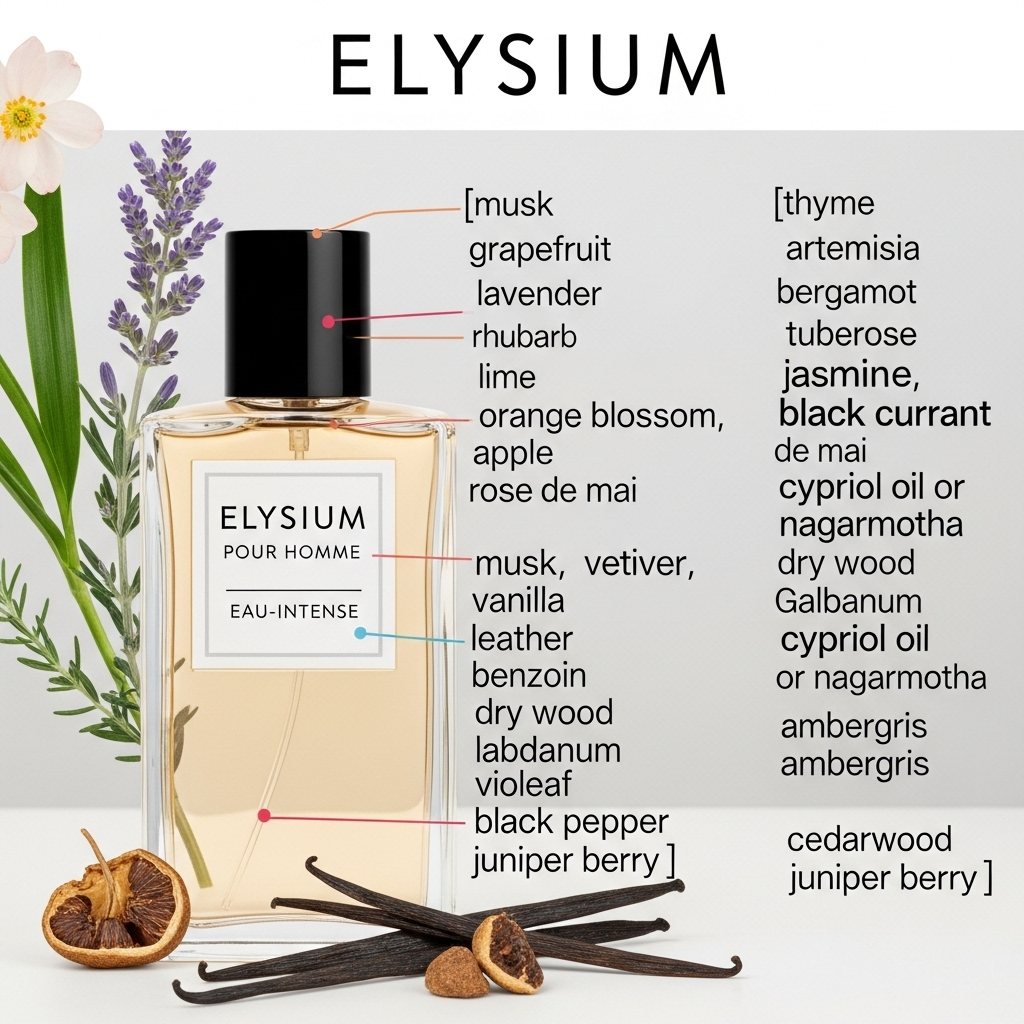 ELYSIUM
ELYSIUM
POUR HOMME
EAU-INTENSE
[musk
grapefruit
lavender
rhubarb
lime
orange blossom,
apple
rose de mai
musk, vetiver,
vanilla
leather
benzoin
dry wood
labdanum
violeaf
black pepper
juniper berry]
[thyme
artemisia
bergamot
tuberose
jasmine,
black currant
de mai
cypriol oil or
nagarmotha
dry wood
Galbanum
cypriol oil
or nagarmotha
ambergris
ambergris
cedarwood
juniper berry]